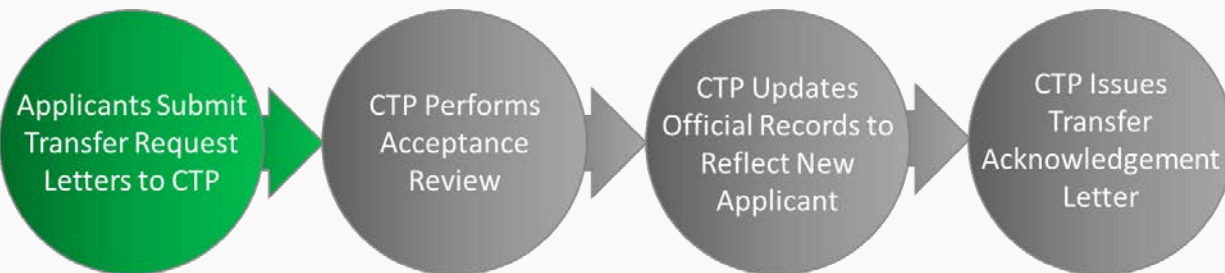 Applicants Submit
Transfer Request
Letters to CTP
CTP Performs
Acceptance
Review
CTP Updates
Official Records to
Reflect New
Applicant
CTP Issues
Transfer
Acknowledgement
Letter